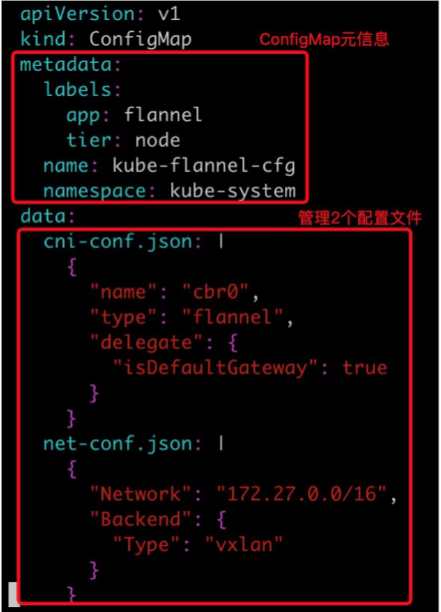 apiVersion: v1
kind: ConfigMap ConfigMap元信息
metadata:
  labels:
    app: flannel
    tier: node
  name: kube-flannel-cfg
  namespace: kube-system
data: 管理2个配置文件
  cni-conf.json: |
    {
      "name": "cbr0",
      "type": "flannel",
      "delegate": {
        "isDefaultGateway": true
      }
    }
  net-conf.json: |
    {
      "Network": "172.27.0.0/16",
      "Backend": {
        "Type": "vxlan"
      }
    }